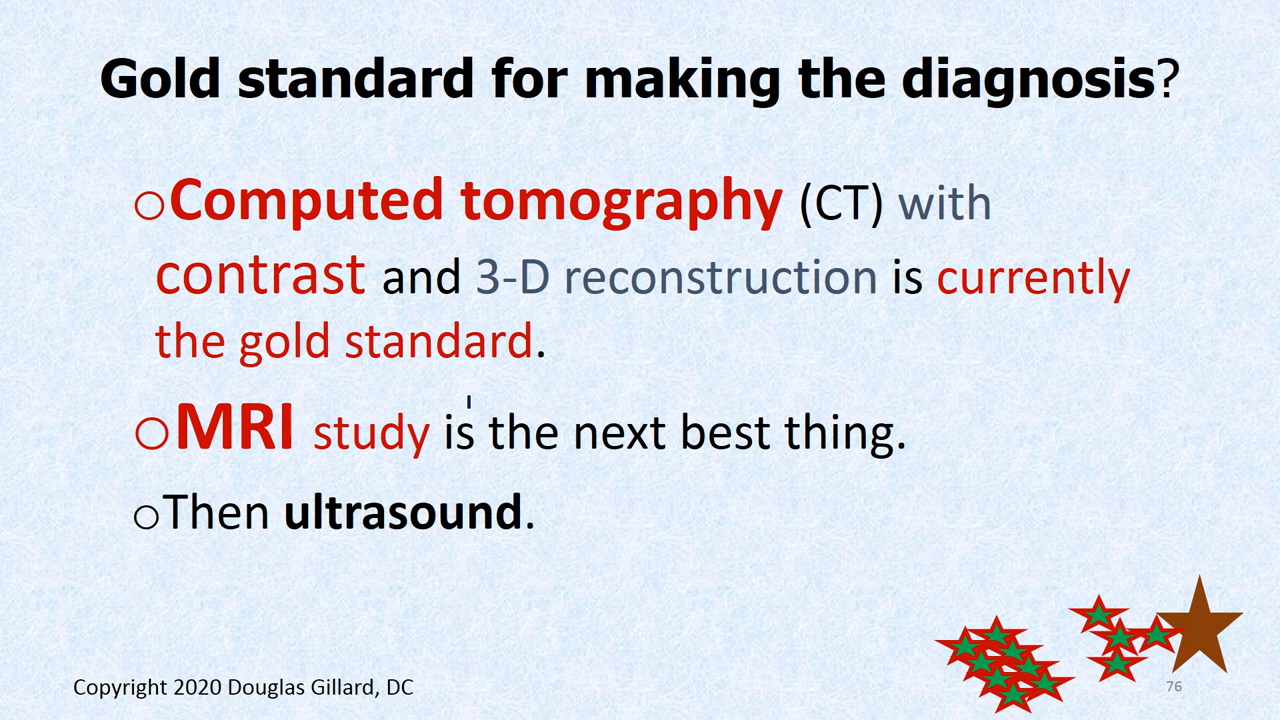 Gold standard for making the diagnosis?
oComputed tomography (CT) with
contrast and 3-D reconstruction is currently
the gold standard.
oMRI study is the next best thing.
oThen ultrasound.
Copyright 2020 Douglas Gillard, DC
76